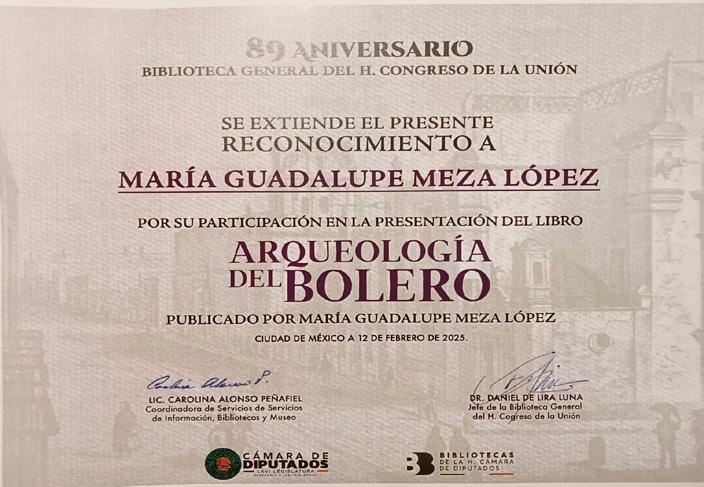 89 ANIVERSARIO
BIBLIOTECA GENERAL DEL H. CONGRESO DE LA UNIÓN
SE EXTIENDE EL PRESENTE
RECONOCIMIENTO A
MARÍA GUADALUPE MEZA LÓPEZ
POR SU PARTICIPACIÓN EN LA PRESENTACIÓN DEL LIBRO
ARQUEOLOGÍA
DEL BOLERO
PUBLICADO POR MARÍA GUADALUPE MEZA LÓPEZ
CIUDAD DE MÉXICO A 12 DE FEBRERO DE 2025.
LIC. CAROLINA ALONSO PEÑAFIEL
Coordinadora de Servicios de Servicios
de Información, Bibliotecas y Museo
DR. DANIEL DE LIRA LUNA
Jefe de la Biblioteca General
del H. Cogreso de la Unión
CÁMARA DE
DIPUTADOS
LXVI LEGISLATURA
BIBLIOTECAS
DE LA H. CÁMARA
DE DIPUTADOS